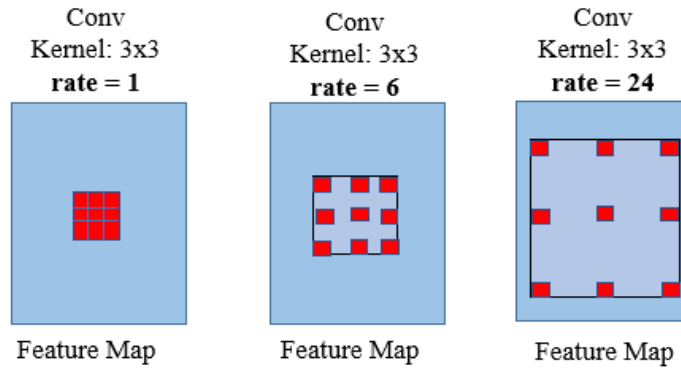 Conv
Kernel: 3x3
rate = 1
Feature Map
Conv
Kernel: 3x3
rate = 6
Feature Map
Conv
Kernel: 3x3
rate = 24
Feature Map